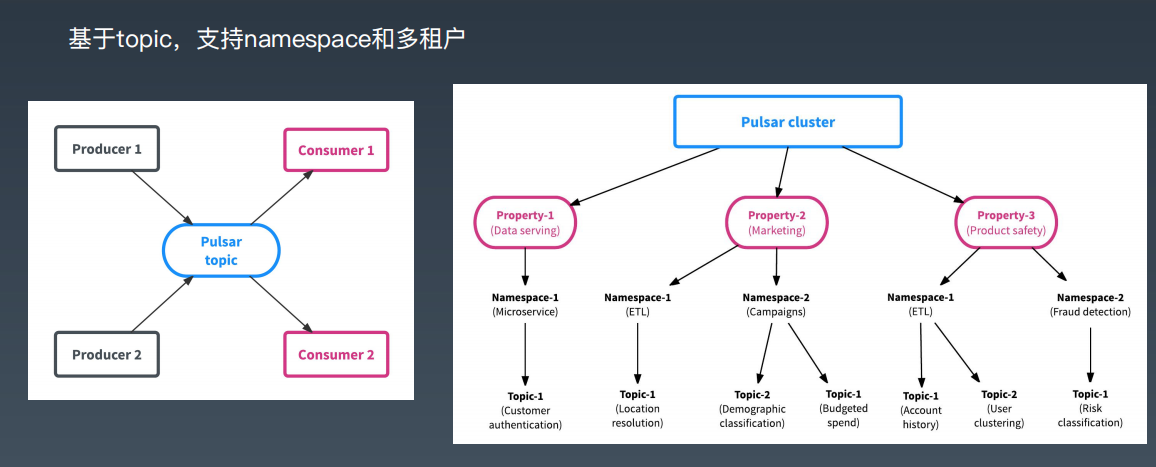 基于topic，支持namespace和多租户
Producer 1
Consumer 1
Pulsar
topic
Producer 2
Consumer 2
Pulsar cluster
Property-1
(Data serving)
Property-2
(Marketing)
Property-3
(Product safety)
Namespace-1
(Microservice)
Namespace-1
(ETL)
Namespace-2
(Campaigns)
Namespace-1
(ETL)
Namespace-2
(Fraud detection)
Topic-1
(Customer
authentication)
Topic-1
(Location
resolution)
Topic-2
(Demographic
classification)
Topic-1
(Budgeted
spend)
Topic-1
(Account
history)
Topic-2
(User
clustering)
Topic-1
(Risk
classification)